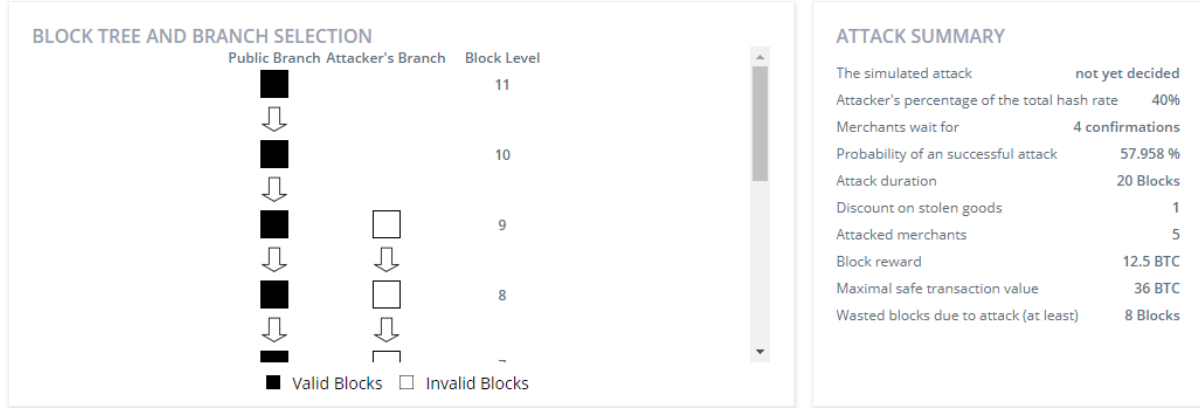 BLOCK TREE AND BRANCH SELECTION
Public Branch Attacker's Branch Block Level
11
10
9
8
Valid Blocks Invalid Blocks
ATTACK SUMMARY
The simulated attack not yet decided
Attacker's percentage of the total hash rate 40%
Merchants wait for 4 confirmations
Probability of an successful attack 57.958 %
Attack duration 20 Blocks
Discount on stolen goods 1
Attacked merchants 5
Block reward 12.5 BTC
Maximal safe transaction value 36 BTC
Wasted blocks due to attack (at least) 8 Blocks